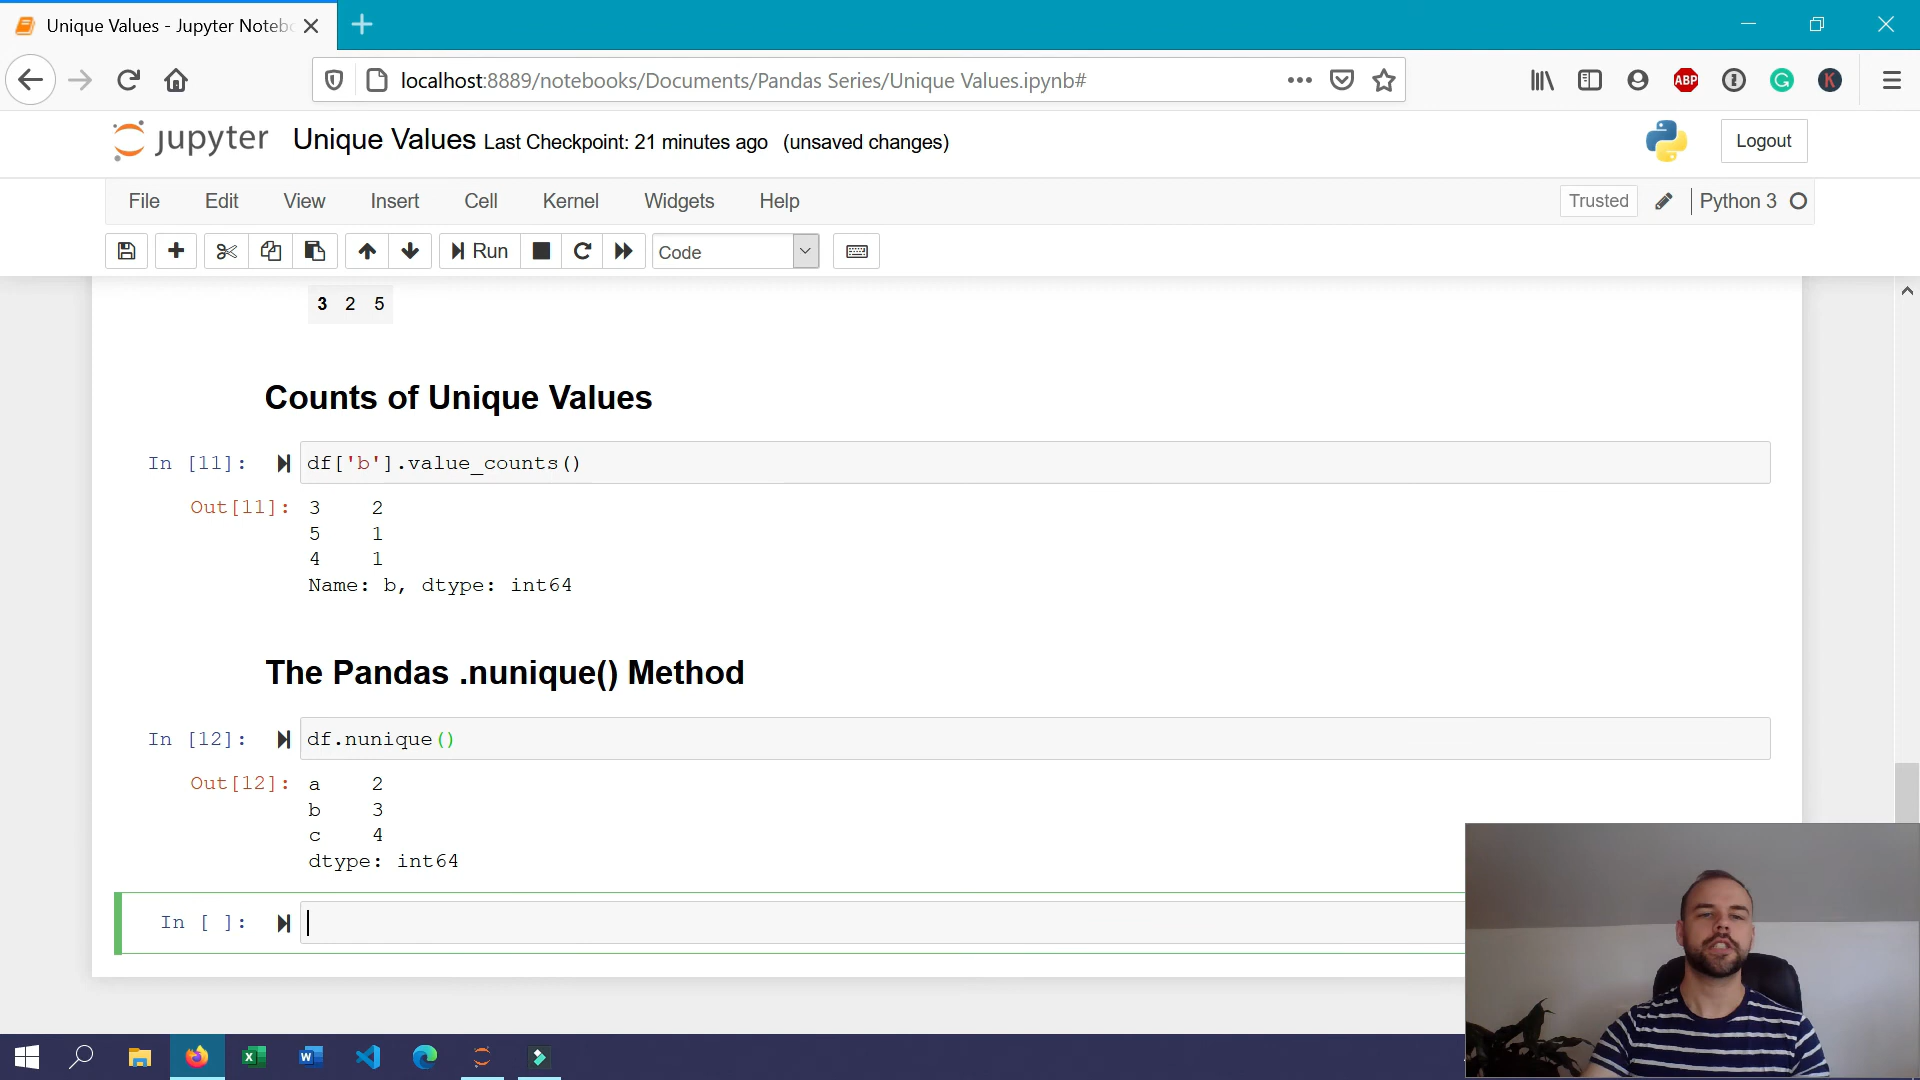 Unique Values - Jupyter Notebo
localhost:8889/notebooks/Documents/Pandas Series/Unique Values.ipynb#
ABP
K
jupyter Unique Values Last Checkpoint: 21 minutes ago (unsaved changes)
Logout
File Edit View Insert Cell Kernel Widgets Help
Trusted
Python 3
Run
Code
3 2 5
Counts of Unique Values
In [11]: df['b'].value_counts()
Out[11]: 3 2
5 1
4 1
Name: b, dtype: int64
The Pandas .nunique() Method
In [12]: df.nunique()
Out[12]: a 2
b 3
c 4
dtype: int64
In [ ]: